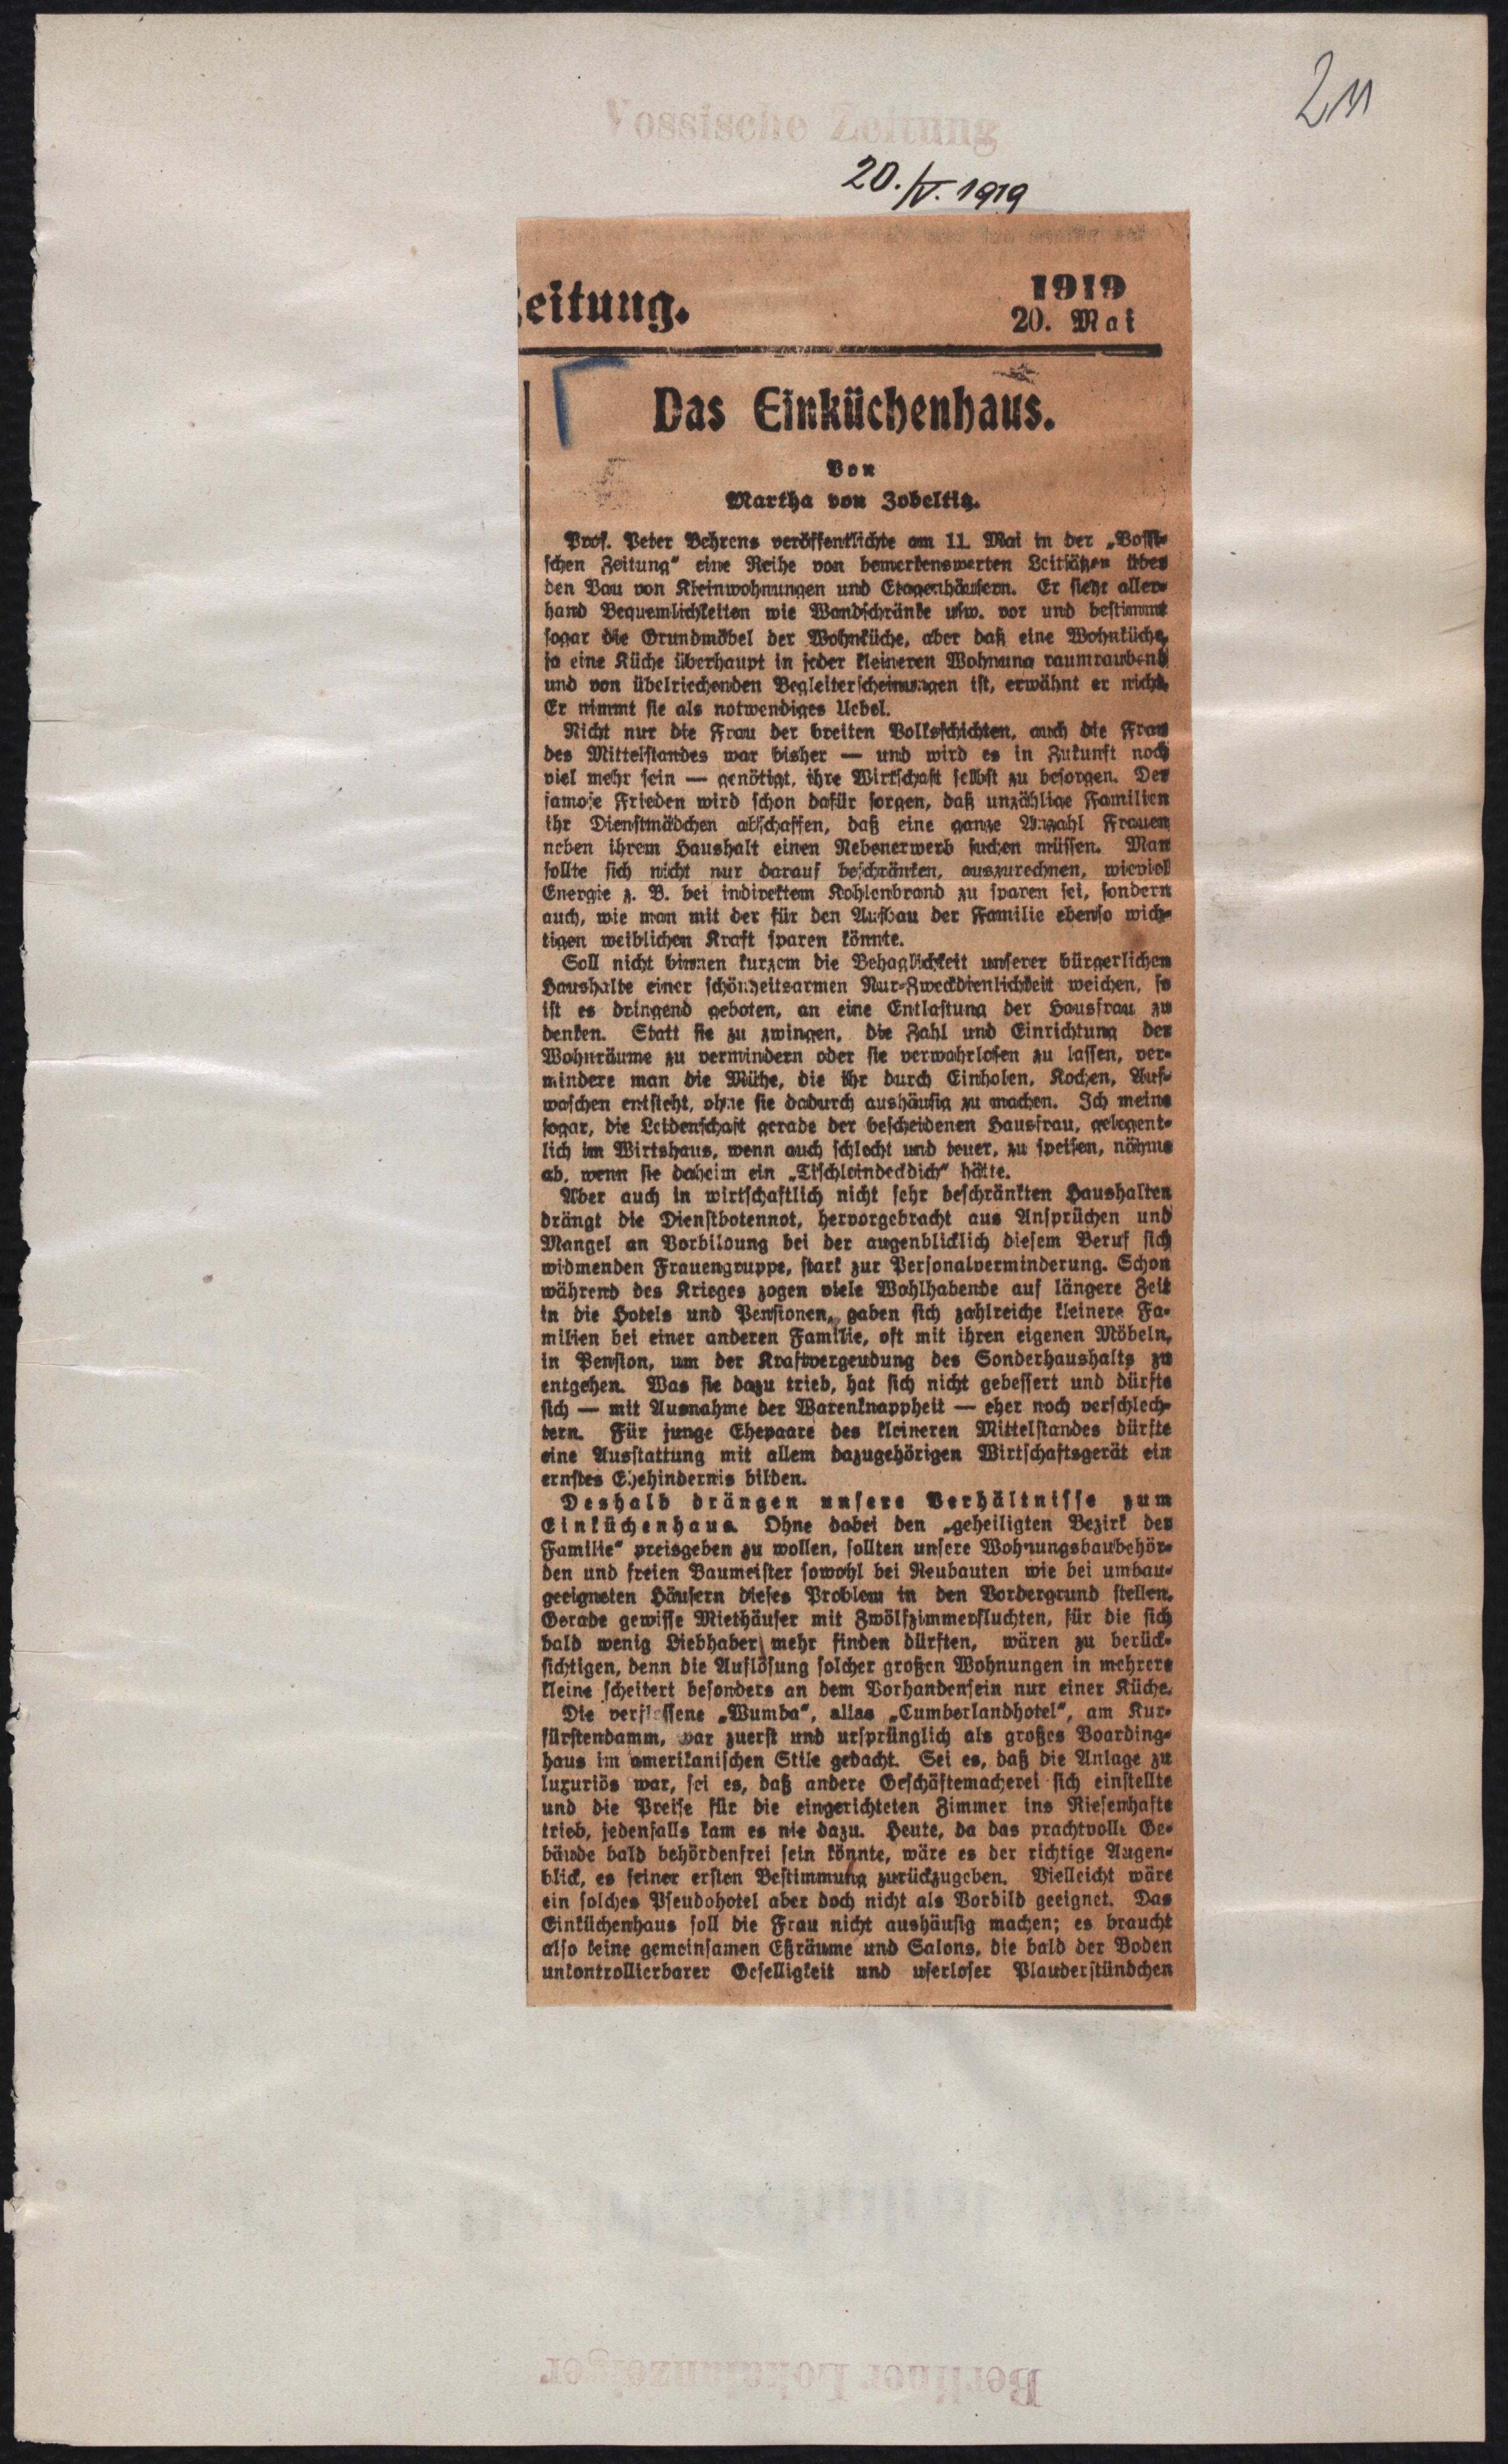 Vossische Zeitung
20./V. 1919
eitung.
1919
20. Mai
Das Einküchenhaus.
Von
Martha von Zobeltitz.
Prof. Peter Behrens veröffentlichte am 11. Mai in der „Vossi-
schen Zeitung“ eine Reihe von bemerkenswerten Leitsätzen über
den Bau von Kleinwohnungen und Etagenhäusern. Er sieht aller-
hand Bequemlichkeiten wie Wandschränke usw. vor und bestimmt
sogar die Grundmöbel der Wohnküche, aber daß eine Wohnküche,
ja eine Küche überhaupt in jeder kleineren Wohnung raumraubend
und von übelriechenden Begleiterscheinungen ist, erwähnt er nicht.
Er nimmt sie als notwendiges Uebel.
Nicht nur die Frau der breiten Volksschichten, auch die Frau
des Mittelstandes war bisher — und wird es in Zukunft noch
viel mehr sein — genötigt, ihre Wirtschaft selbst zu besorgen. Der
famose Frieden wird schon dafür sorgen, daß unzählige Familien
ihr Dienstmädchen abschaffen, daß eine ganze Anzahl Frauen
neben ihrem Haushalt einen Nebenerwerb suchen müssen. Man
sollte sich nicht nur darauf beschränken, auszurechnen, wieviel
Energie z. B. bei indirektem Kohlenbrand zu sparen sei, sondern
auch, wie man mit der für den Aufbau der Familie ebenso wich-
tigen weiblichen Kraft sparen könnte.
Soll nicht binnen kurzem die Behaglichkeit unserer bürgerlichen
Haushalte einer schönheitsarmen Nur-Zweckdienlichkeit weichen, so
ist es dringend geboten, an eine Entlastung der Hausfrau zu
denken. Statt sie zu zwingen, die Zahl und Einrichtung der
Wohnräume zu vermindern oder sie verwahrlosen zu lassen, ver-
mindere man die Mühe, die ihr durch Einholen, Kochen, Auf-
waschen entsteht, ohne sie dadurch aushäusig zu machen. Ich meine
sogar, die Leidenschaft gerade der bescheidenen Hausfrau, gelegent-
lich im Wirtshaus, wenn auch schlecht und teuer, zu speisen, nähme
ab, wenn sie daheim ein „Tischleindeckdich“ hätte.
Aber auch in wirtschaftlich nicht sehr beschränkten Haushalten
drängt die Dienstbotennot, hervorgebracht aus Ansprüchen und
Mangel an Vorbildung bei der augenblicklich diesem Beruf sich
widmenden Frauengruppe, stark zur Personalverminderung. Schon
während des Krieges zogen viele Wohlhabende auf längere Zeit
in die Hotels und Pensionen, gaben sich zahlreiche kleinere Fa-
milien bei einer anderen Familie, oft mit ihren eigenen Möbeln,
in Pension, um der Kraftvergeudung des Sonderhaushalts zu
entgehen. Was sie dazu trieb, hat sich nicht gebessert und dürfte
sich — mit Ausnahme der Warenknappheit — eher noch verschlech-
tern. Für junge Ehepaare des kleineren Mittelstandes dürfte
eine Ausstattung mit allem dazugehörigen Wirtschaftsgerät ein
ernstes Ehehindernis bilden.
Deshalb drängen unsere Verhältnisse zum
Einküchenhaus. Ohne dabei den „geheiligten Bezirk der
Familie“ preisgeben zu wollen, sollten unsere Wohnungsbaubehör-
den und freien Baumeister sowohl bei Neubauten wie bei umbau-
geeigneten Häusern dieses Problem in den Vordergrund stellen.
Gerade gewisse Miethäuser mit Zwölfzimmerfluchten, für die sich
bald wenig Liebhaber mehr finden dürften, wären zu berück-
sichtigen, denn die Auflösung solcher großen Wohnungen in mehrere
kleine scheitert besonders an dem Vorhandensein nur einer Küche.
Die verflossene „Wumba“, alias „Cumberlandhotel“, am Kur-
fürstendamm, war zuerst und ursprünglich als großes Boarding-
haus im amerikanischen Stile gedacht. Sei es, daß die Anlage zu
luxuriös war, sei es, daß andere Geschäftemacherei sich einstellte
und die Preise für die eingerichteten Zimmer ins Riesenhafte
trieb, jedenfalls kam es nie dazu. Heute, da das prachtvolle Ge-
bäude bald behördenfrei sein könnte, wäre es der richtige Augen-
blick, es seiner ersten Bestimmung zurückzugeben. Vielleicht wäre
ein solches Pseudohotel aber doch nicht als Vorbild geeignet. Das
Einküchenhaus soll die Frau nicht aushäusig machen; es braucht
also keine gemeinsamen Eßräume und Salons, die bald der Boden
unkontrollierbarer Geselligkeit und uferloser Plauderstündchen
Berliner Lokalanzeiger